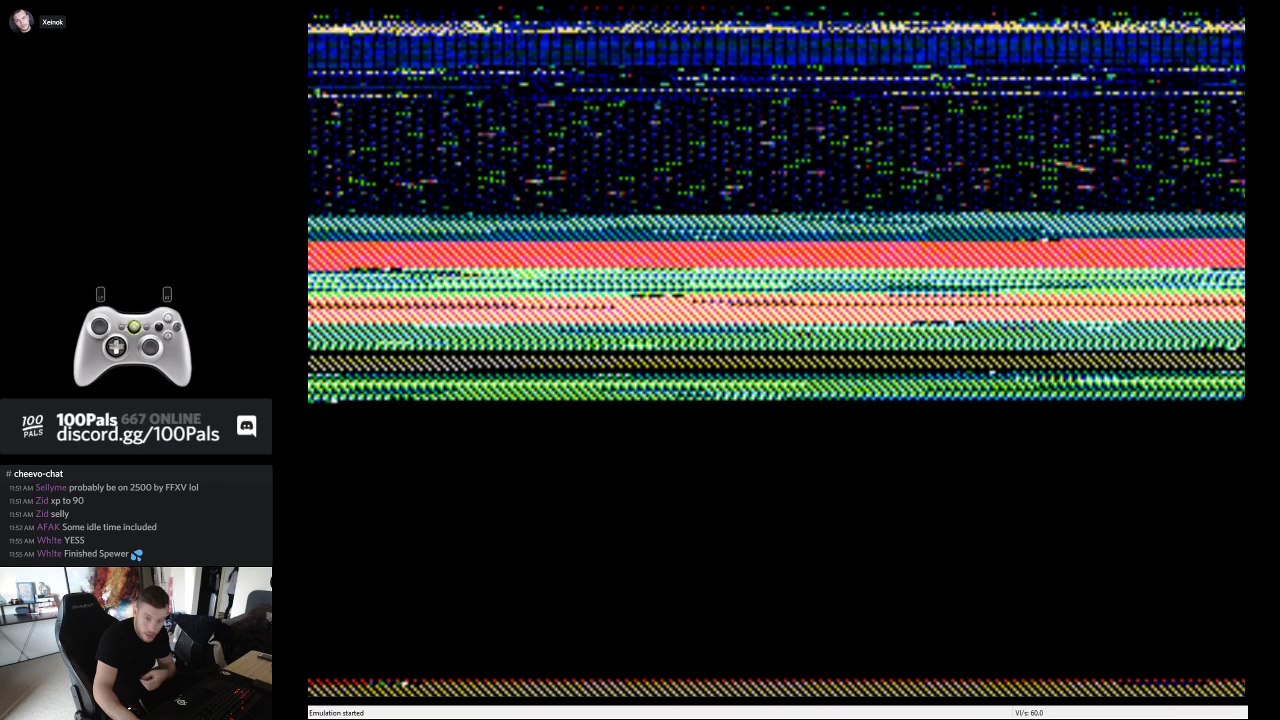 Xeinok
100 PALS
100Pals 667 ONLINE
discord.gg/100Pals
# cheevo-chat
11:51 AM Sellyme probably be on 2500 by FFXV lol
11:51 AM Zid xp to 90
11:51 AM Zid selly
11:52 AM AFAK Some idle time included
11:55 AM Wh!te YESS
11:55 AM Wh!te Finished Spewer
Emulation started
VI/s: 60.0